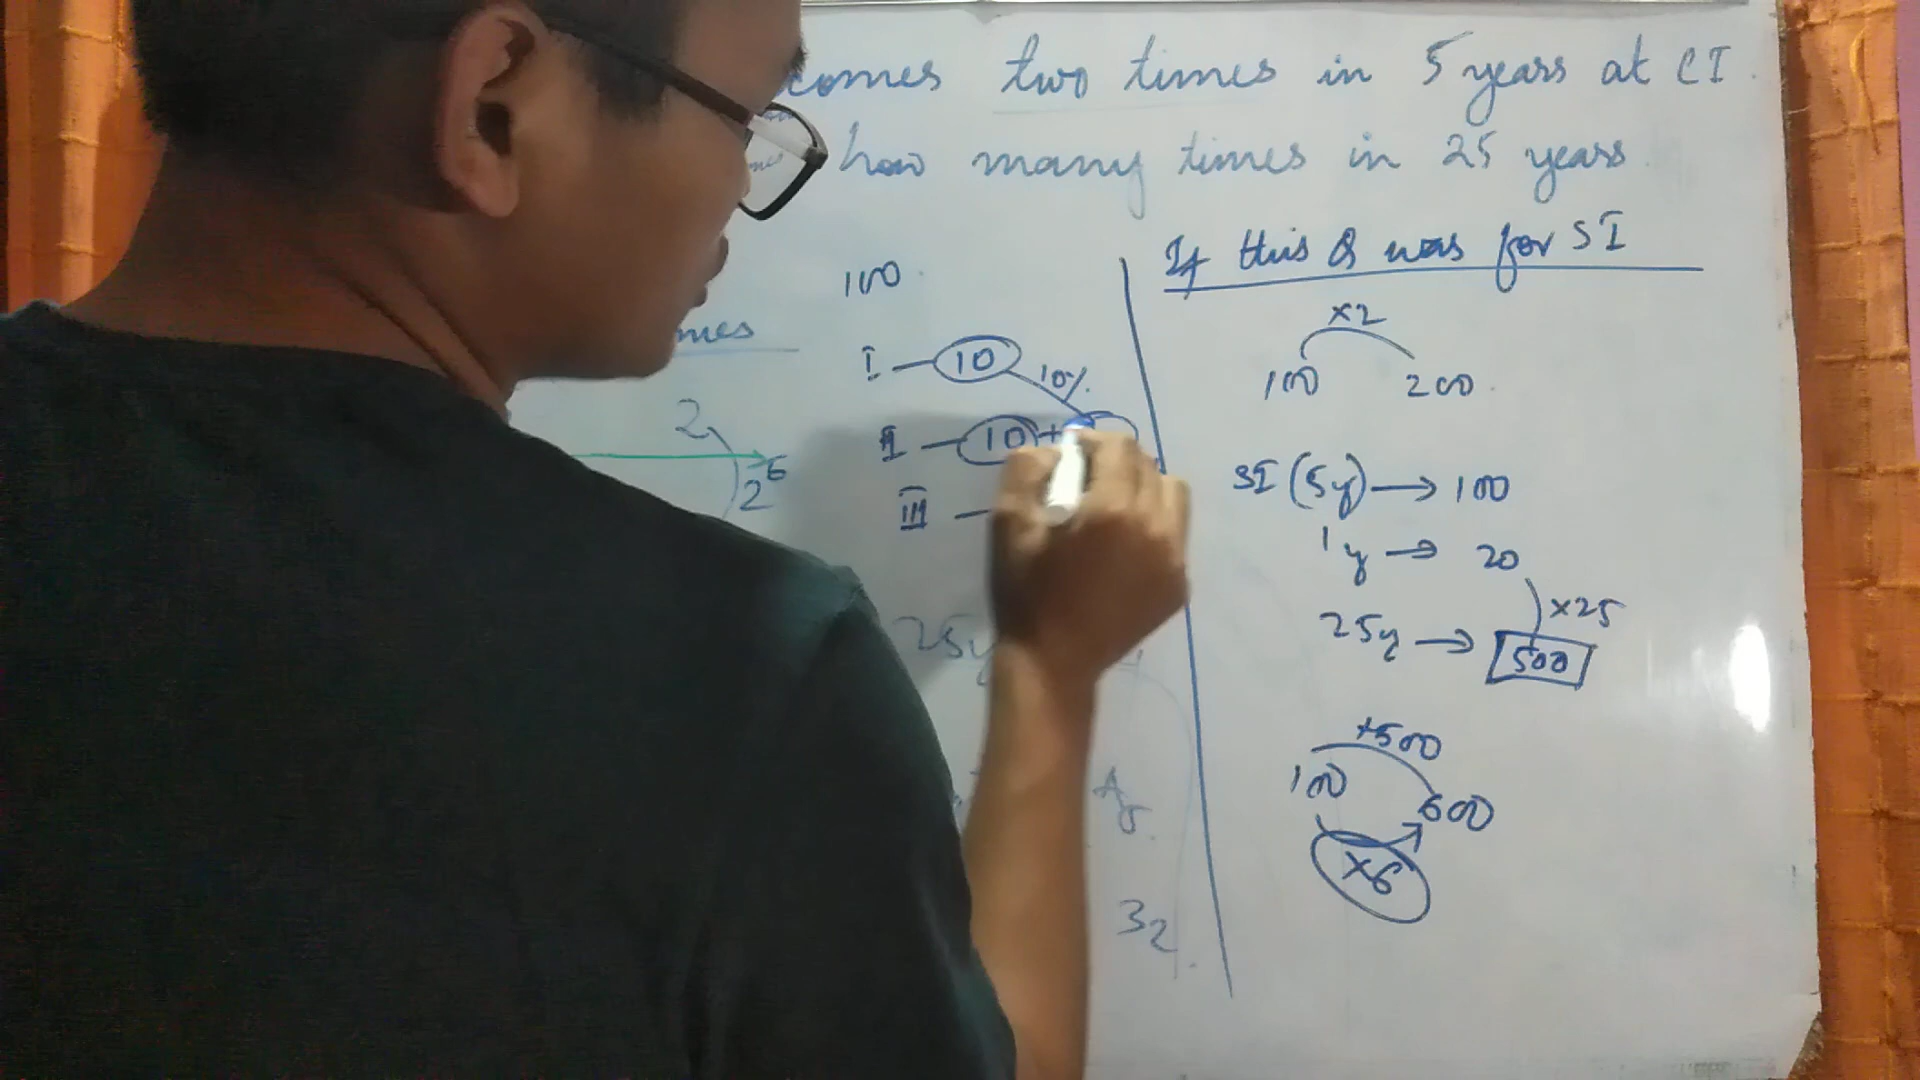 comes two times in 5 years at CI
how many times in 25 years
If this Q was for SI
100
I — 10
10%
II — 10 +
III —
2
2^5
25y
32
×2
100 200
SI (5y) → 100
1y → 20
×25
25y → 500
+500
100 600
×6